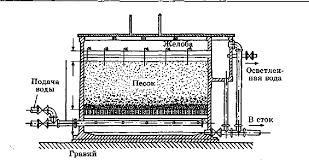 Желоба
Осветлен-
ная вода
Песок
Подача
воды
В сток
Гравий